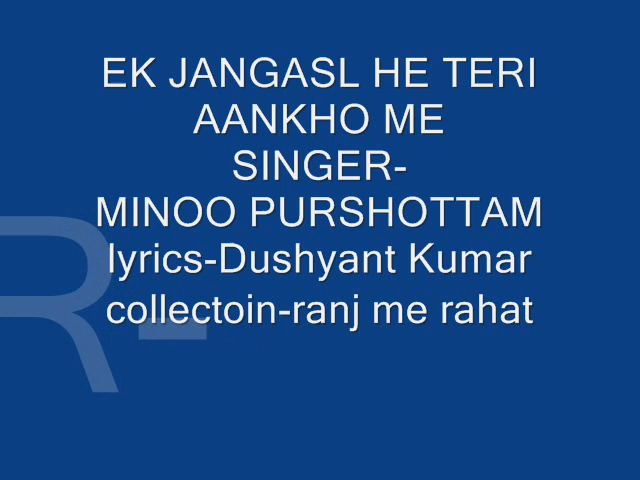 EK JANGASL HE TERI
AANKHO ME
SINGER-
MINOO PURSHOTTAM
lyrics-Dushyant Kumar
collectoin-ranj me rahat
R-